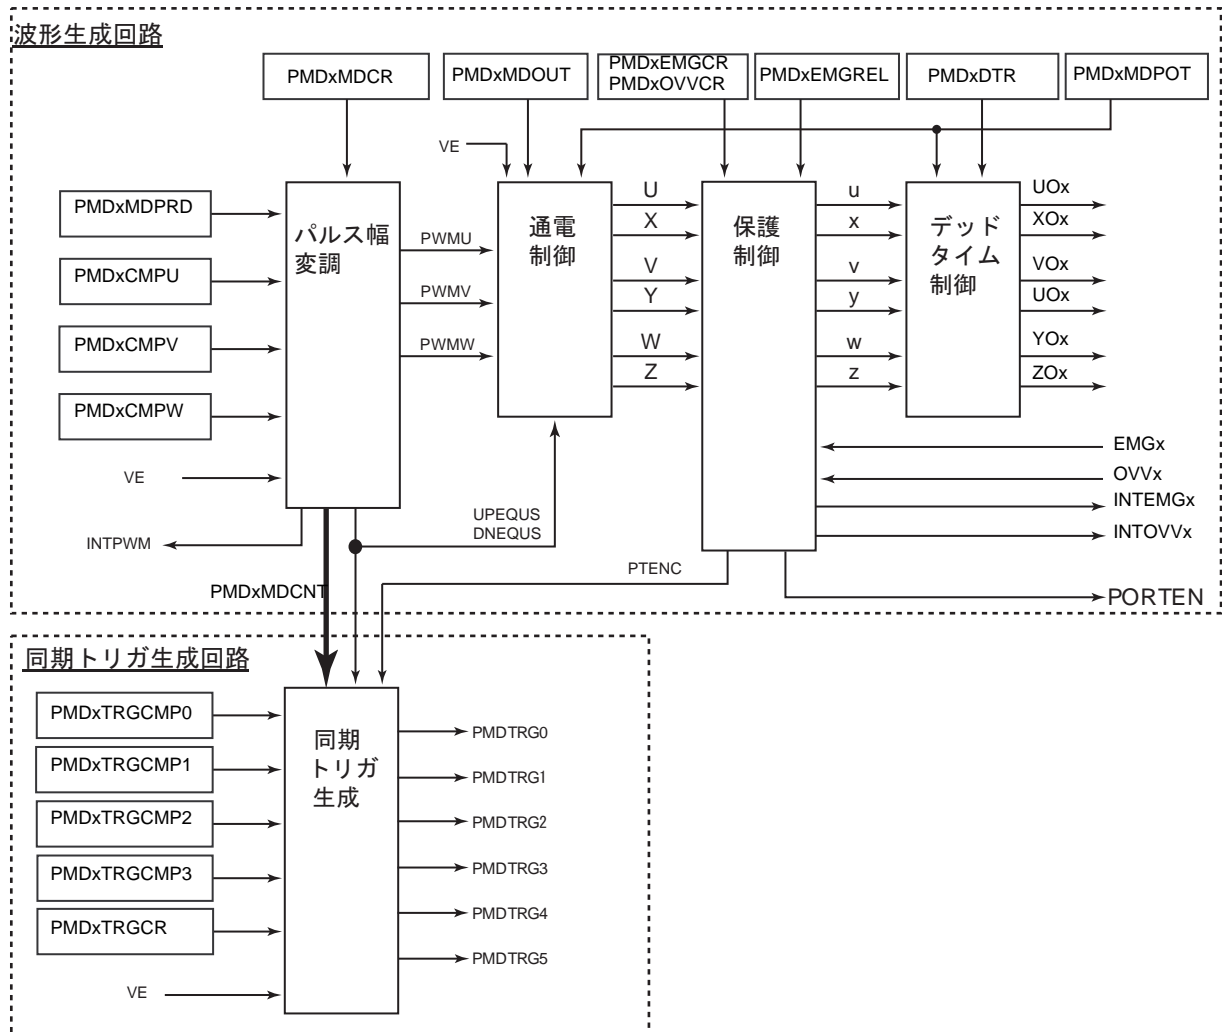 波形生成回路
PMDxMDCR
PMDxMDOUT
PMDxEMGCR
PMDxOVVCR
PMDxEMGREL
PMDxDTR
PMDxMDPOT
VE
PMDxMDPRD
PMDxCMPU
PMDxCMPV
PMDxCMPW
VE
パルス幅
変調
PWMU
PWMV
PWMW
通電
制御
U
X
V
Y
W
Z
保護
制御
u
x
v
y
w
z
デッド
タイム
制御
UOx
XOx
VOx
UOx
YOx
ZOx
EMGx
OVVx
INTEMGx
INTOVVx
INTPWM
UPEQUS
DNEQUS
PTENC
PMDxMDCNT
PORTEN
同期トリガ生成回路
PMDxTRGCMP0
PMDxTRGCMP1
PMDxTRGCMP2
PMDxTRGCMP3
PMDxTRGCR
VE
同期
トリガ
生成
PMDTRG0
PMDTRG1
PMDTRG2
PMDTRG3
PMDTRG4
PMDTRG5